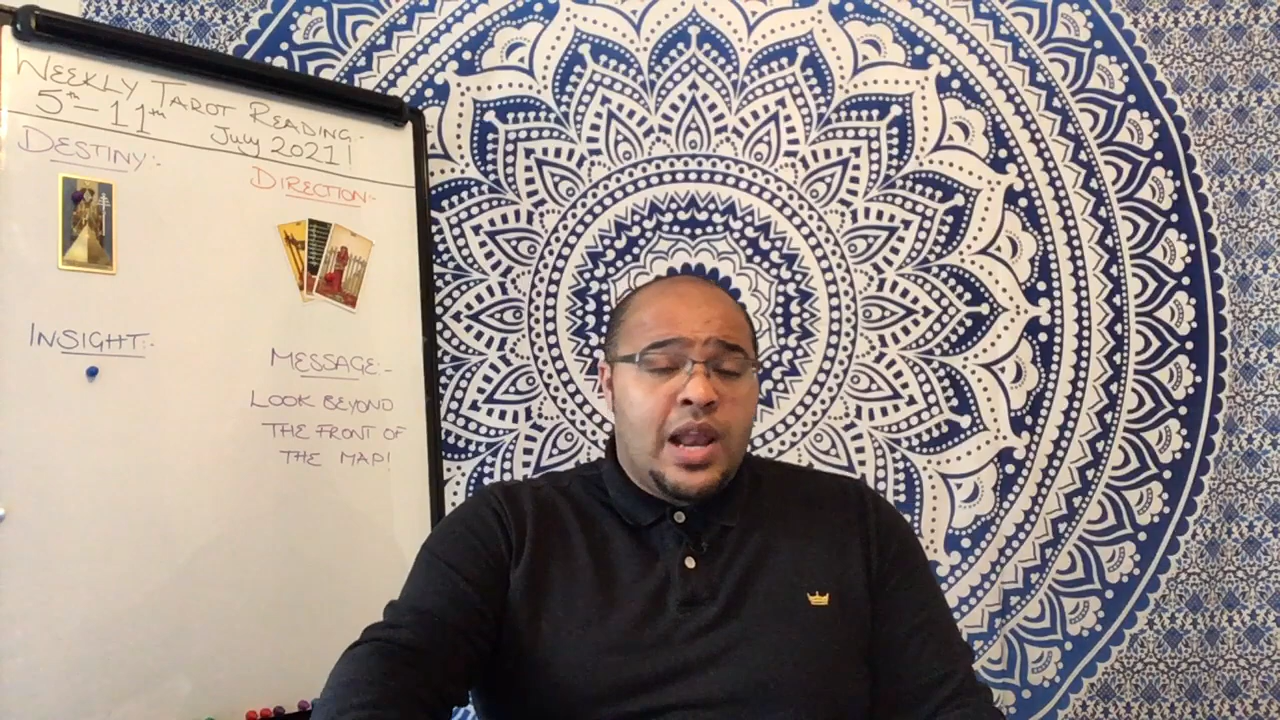 WEEKLY TAROT READING:-
5th - 11th July 2021!
DESTINY:-
DIRECTION:-
INSIGHT:-
MESSAGE:-
LOOK BEYOND
THE FRONT OF
THE MAP!